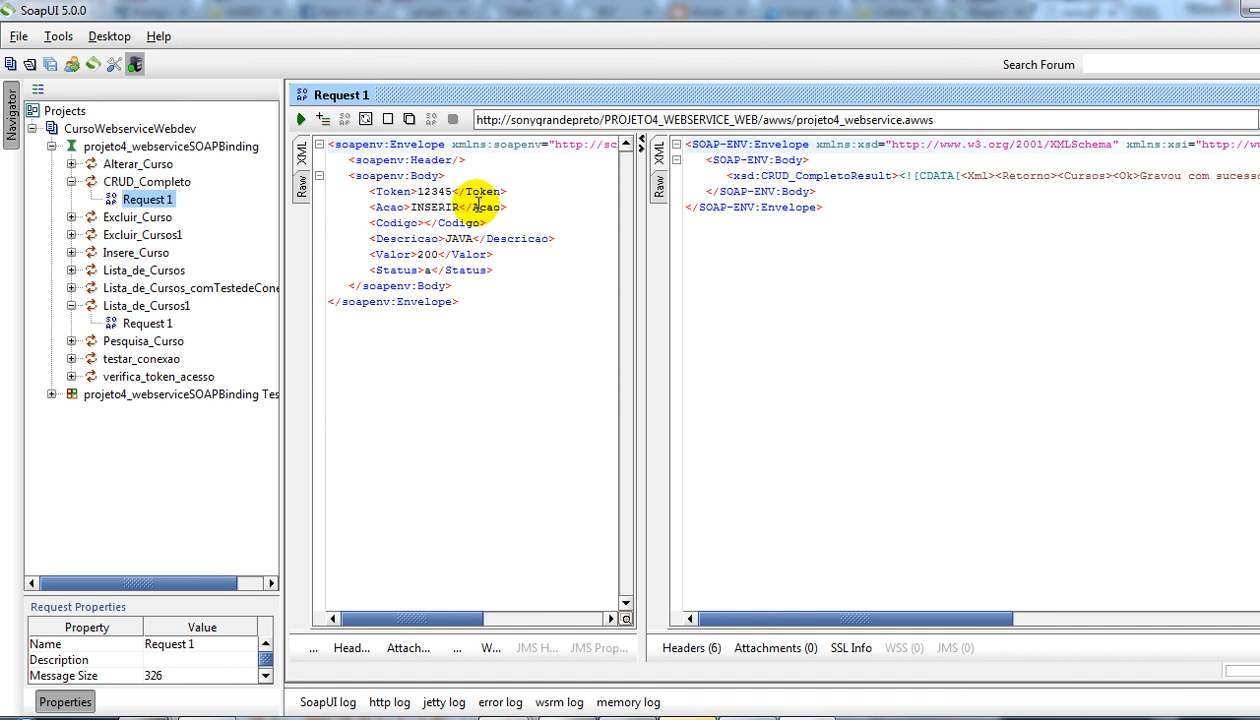 SoapUI 5.0.0
File Tools Desktop Help
Search Forum
Navigator
Projects
CursoWebserviceWebdev
projeto4_webserviceSOAPBinding
Alterar_Curso
CRUD_Completo
Request 1
Excluir_Curso
Excluir_Curso1
Insere_Curso
Lista_de_Cursos
Lista_de_Cursos_comTestedeCone
Lista_de_Cursos1
Request 1
Pesquisa_Curso
testar_conexao
verifica_token_acesso
projeto4_webserviceSOAPBinding Tes
Request Properties
Property Value
Name Request 1
Description
Message Size 326
Properties
Request 1
http://sonyqrandepreto/PROJETO4_WEBSERVICE_WEB/awws/projeto4_webservice.awws
XML
Raw
<soapenv:Envelope xmlns:soapenv="http://sc
<soapenv:Header/>
<soapenv:Body>
<Token>12345</Token>
<Acao>INSERIR</Acao>
<Codigo></Codigo>
<Descricao>JAVA</Descricao>
<Valor>200</Valor>
<Status>a</Status>
</soapenv:Body>
</soapenv:Envelope>
... Head... Attach... ... W... JMS H... JMS Prop...
XML
Raw
<SOAP-ENV:Envelope xmlns:xsd="http://www.w3.org/2001/XMLSchema" xmlns:xsi="http://www
<SOAP-ENV:Body>
<xsd:CRUD_CompletoResult><![CDATA[<Xml><Retorno><Cursos><Ok>Gravou com sucesso
</SOAP-ENV:Body>
</SOAP-ENV:Envelope>
Headers (6) Attachments (0) SSL Info WSS (0) JMS (0)
SoapUI log http log jetty log error log wsrm log memory log